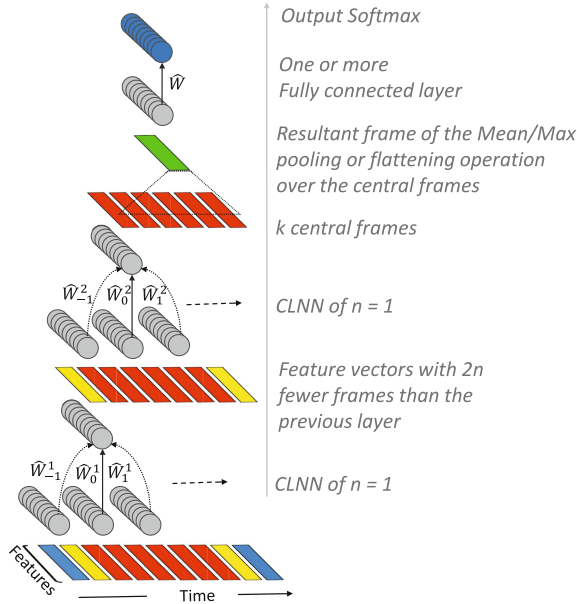 Output Softmax
Ŵ
One or more
Fully connected layer
Resultant frame of the Mean/Max
pooling or flattening operation
over the central frames
k central frames
Ŵ²₋₁ Ŵ²₀ Ŵ²₁
CLNN of n = 1
Feature vectors with 2n
fewer frames than the
previous layer
Ŵ¹₋₁ Ŵ¹₀ Ŵ¹₁
CLNN of n = 1
Features
Time